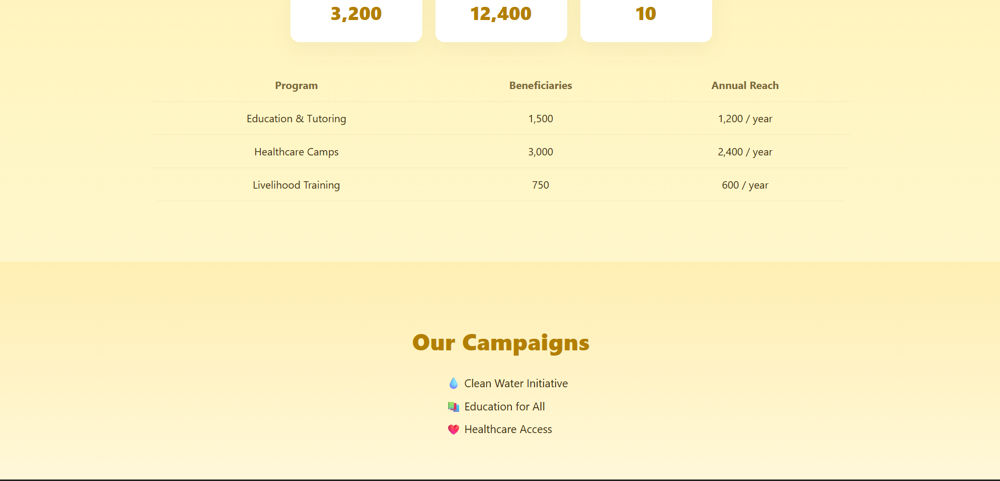 3,200 12,400 10
Program Beneficiaries Annual Reach
Education & Tutoring 1,500 1,200 / year
Healthcare Camps 3,000 2,400 / year
Livelihood Training 750 600 / year
Our Campaigns
💧 Clean Water Initiative
📚 Education for All
❤️ Healthcare Access